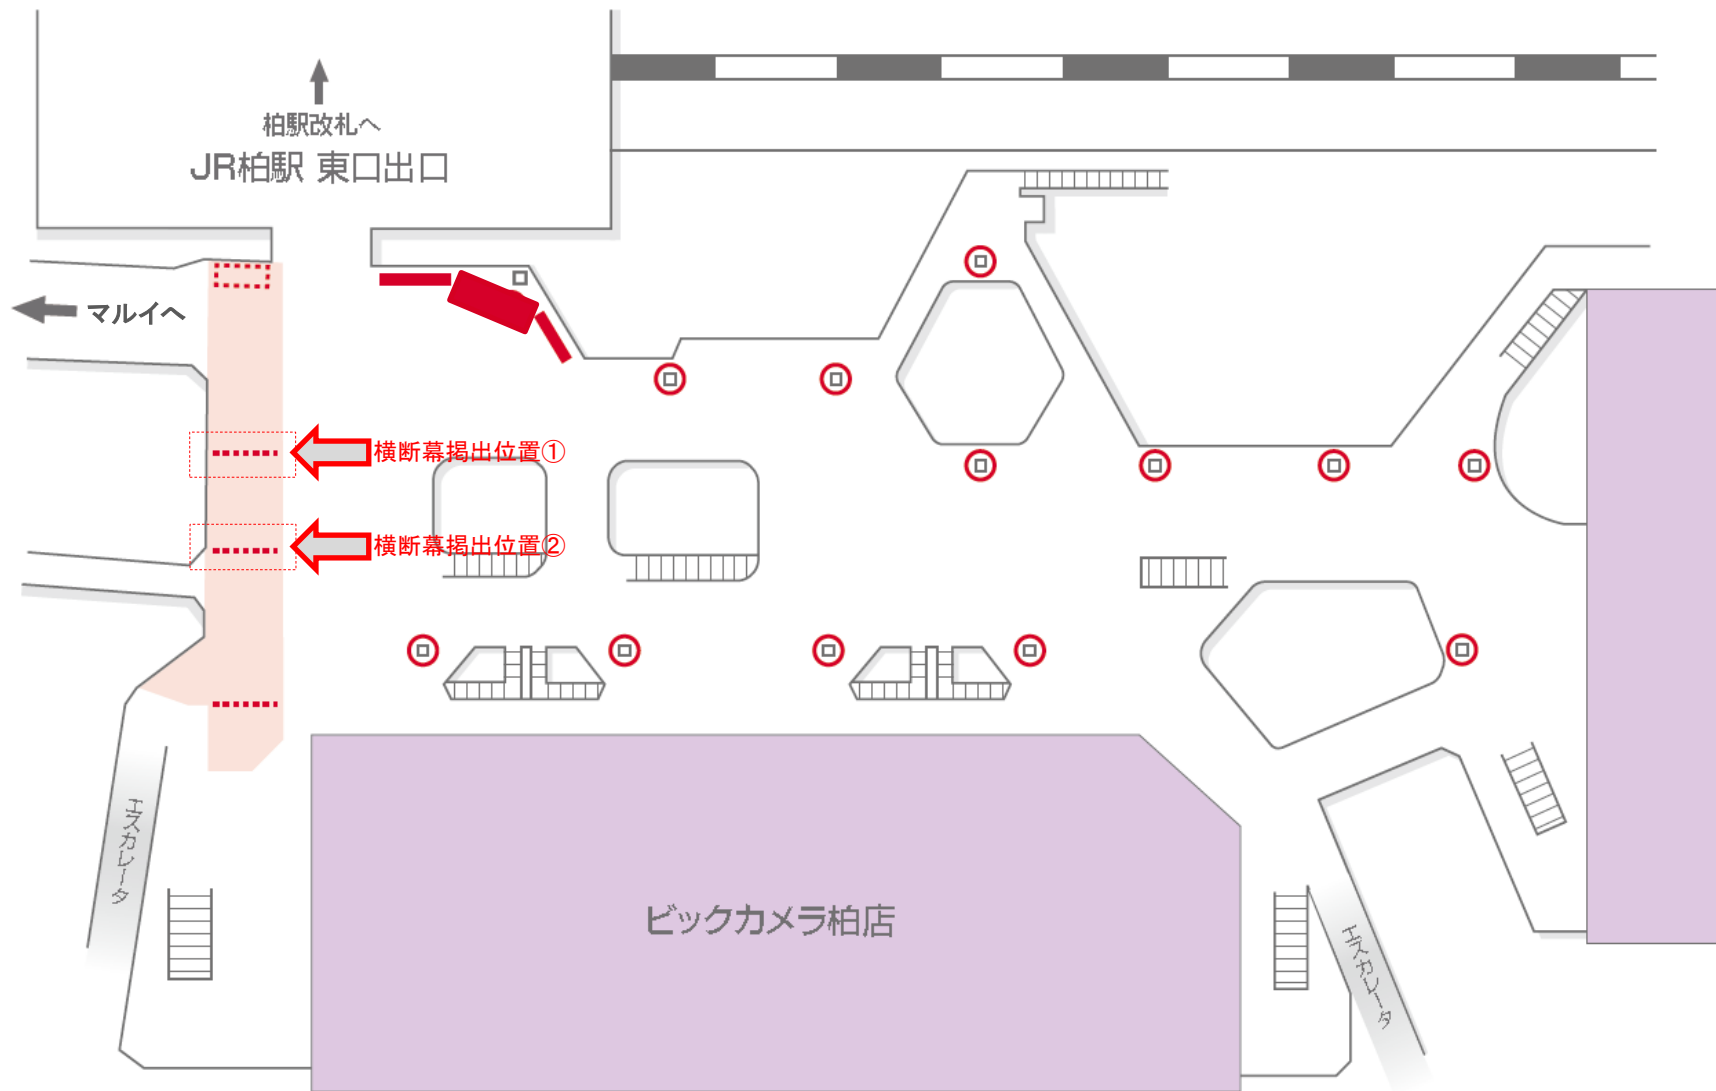 柏駅改札へ
JR柏駅 東口出口
マルイへ
横断幕掲出位置①
横断幕掲出位置②
エスカレータ
ビックカメラ柏店
エスカレータ